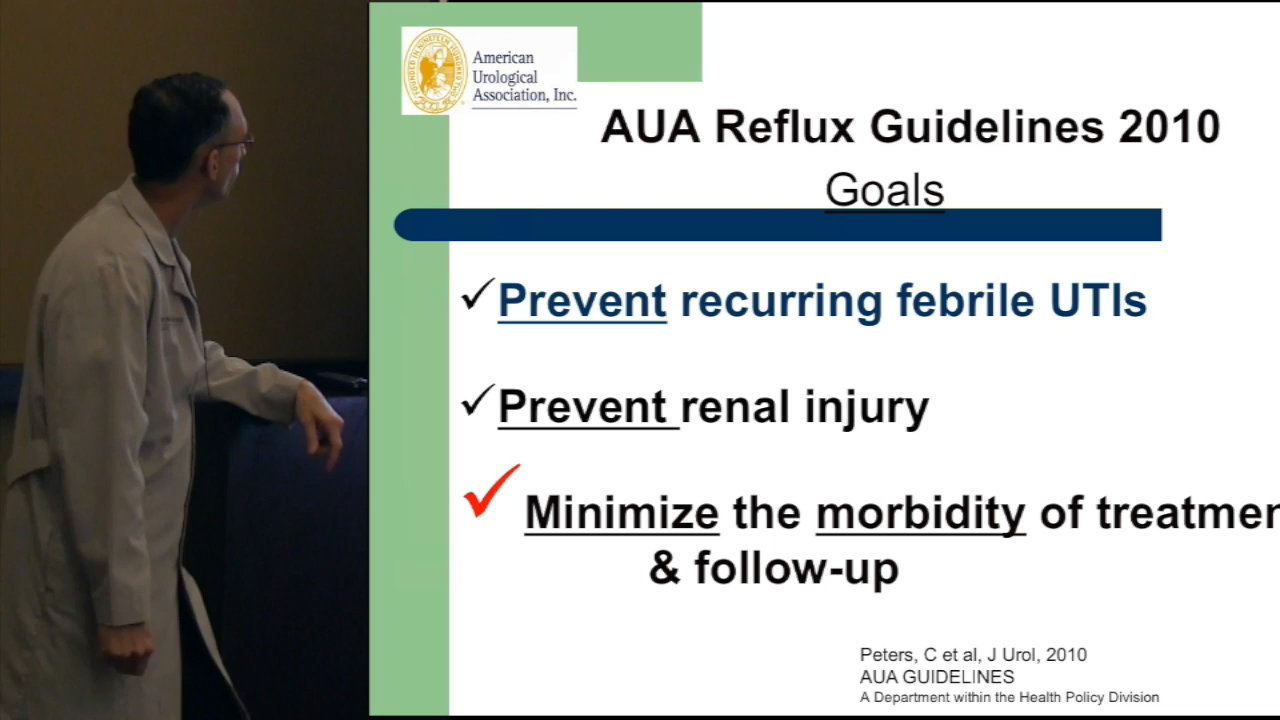 American
Urological
Association, Inc.
AUA Reflux Guidelines 2010
Goals
Prevent recurring febrile UTIs
Prevent renal injury
Minimize the morbidity of
& follow-up
Peters, C et al, J Urol, 2010
AUA GUIDELINES
A Department within the Health Policy Division